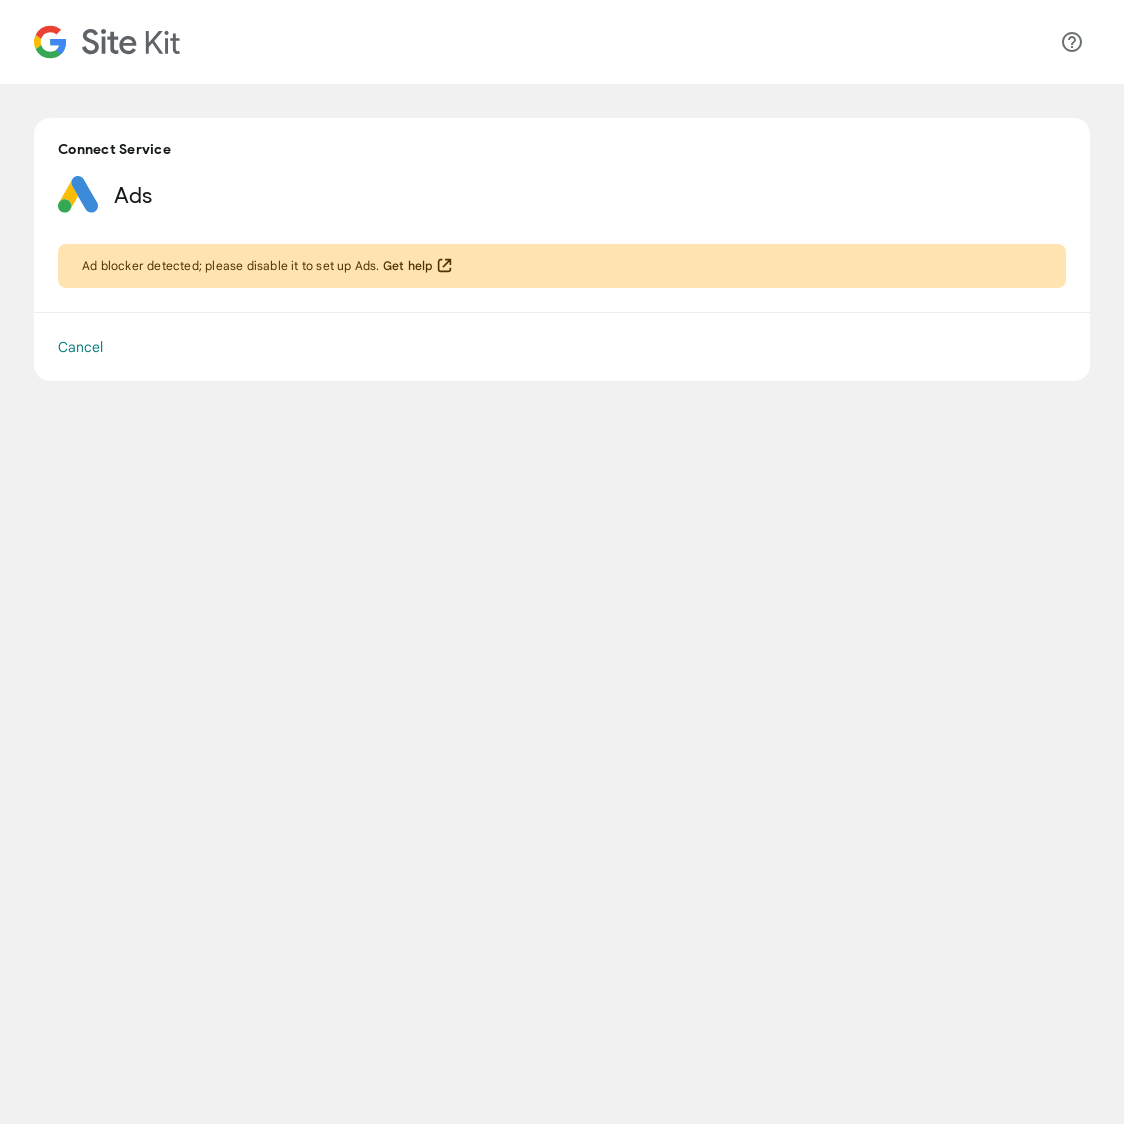 Site Kit
Connect Service
Ads
Ad blocker detected; please disable it to set up Ads. Get help
Cancel